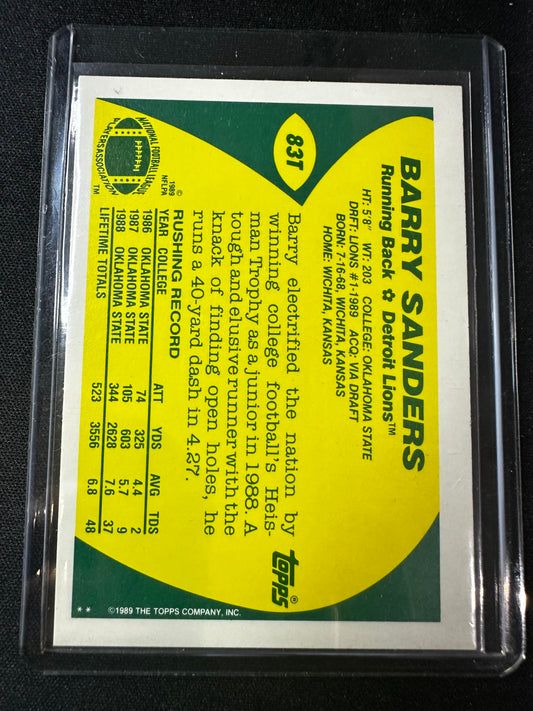 83T
BARRY SANDERS
Running Back ✿ Detroit Lions™
HT: 5'8" WT: 203 COLLEGE: OKLAHOMA STATE
DRFT: LIONS #1-1989 ACQ: VIA DRAFT
BORN: 7-16-68, WICHITA, KANSAS
HOME: WICHITA, KANSAS
Barry electrified the nation by
winning college football's Heis-
man Trophy as a junior in 1988. A
tough and elusive runner with the
knack of finding open holes, he
runs a 40-yard dash in 4.27.
topps®
NATIONAL FOOTBALL LEAGUE
PLAYERS ASSOCIATION
™
©
1989
NFLPA
RUSHING RECORD
YEAR COLLEGE ATT YDS AVG TDS
1986 OKLAHOMA STATE 74 325 4.4 2
1987 OKLAHOMA STATE 105 603 5.7 9
1988 OKLAHOMA STATE 344 2628 7.6 37
LIFETIME TOTALS 523 3556 6.8 48
** ©1989 THE TOPPS COMPANY, INC.